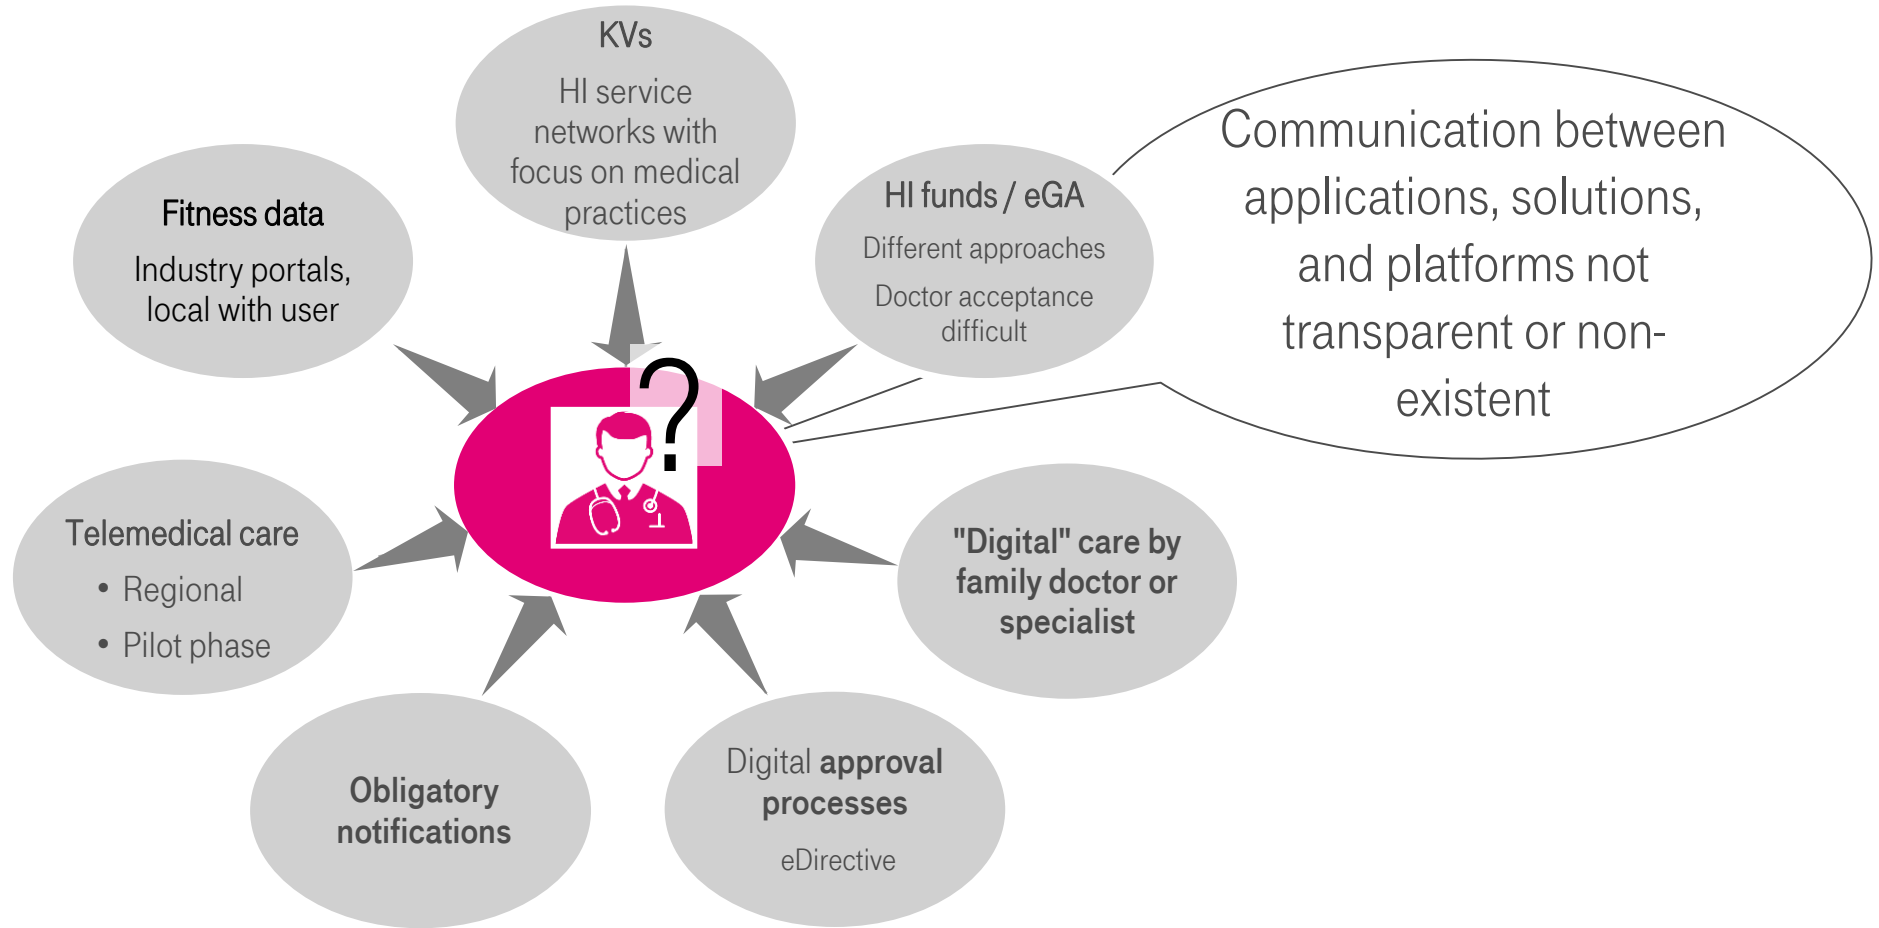 KVs
HI service
networks with
focus on medical
practices
Fitness data
Industry portals,
local with user
HI funds / eGA
Different approaches
Doctor acceptance
difficult
Communication between
applications, solutions,
and platforms not
transparent or non-
existent
?
Telemedical care
• Regional
• Pilot phase
"Digital" care by
family doctor or
specialist
Obligatory
notifications
Digital approval
processes
eDirective